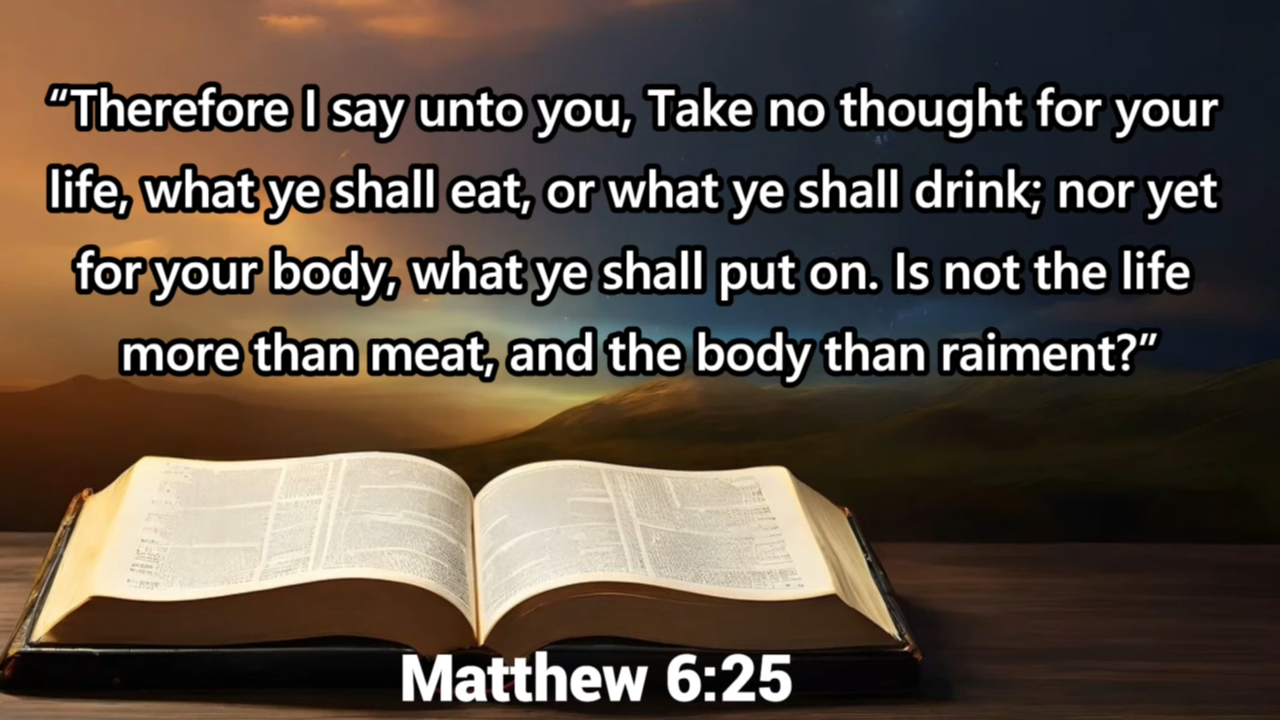 “Therefore I say unto you, Take no thought for your
life, what ye shall eat, or what ye shall drink; nor yet
for your body, what ye shall put on. Is not the life
more than meat, and the body than raiment?”
Matthew 6:25